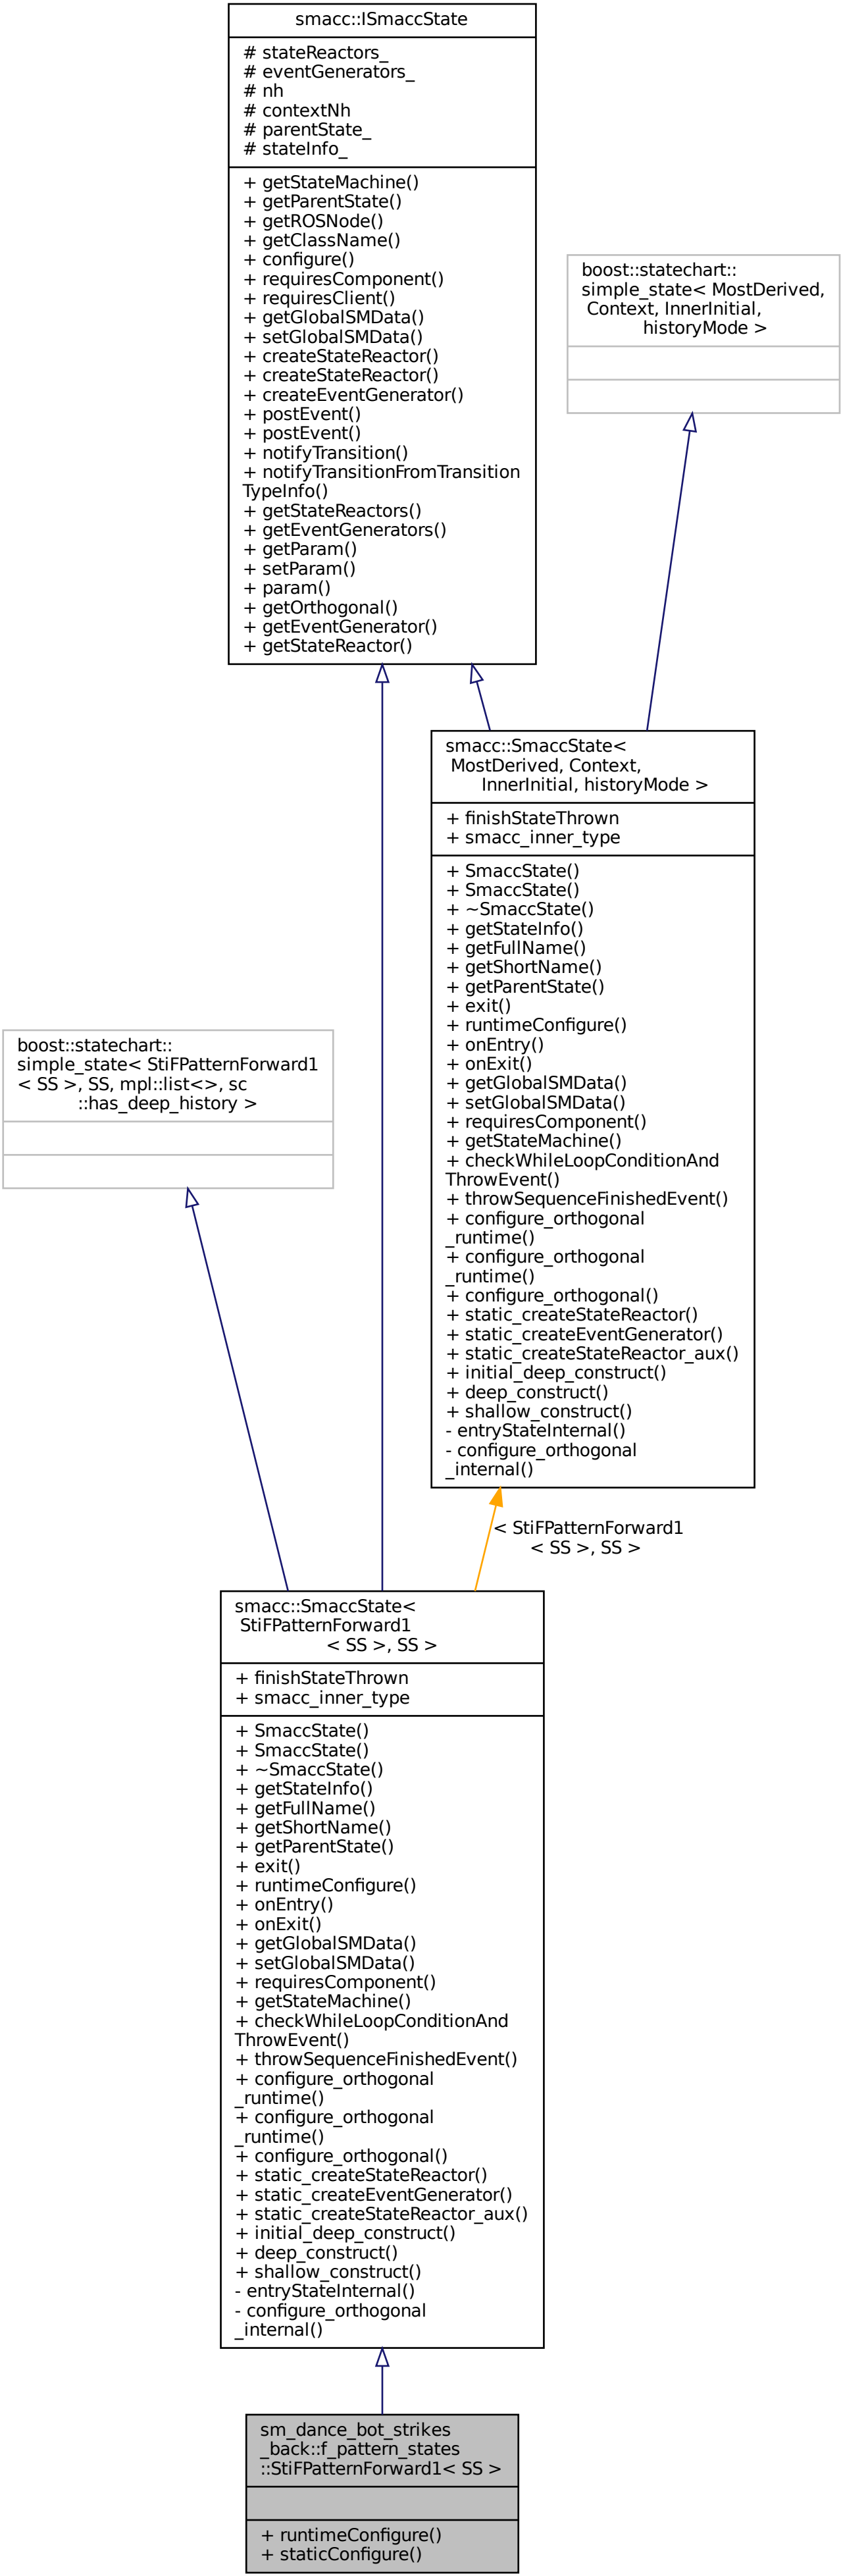 smacc::ISmaccState
# stateReactors_
# eventGenerators_
# nh
# contextNh
# parentState_
# stateInfo_
+ getStateMachine()
+ getParentState()
+ getROSNode()
+ getClassName()
+ configure()
+ requiresComponent()
+ requiresClient()
+ getGlobalSMData()
+ setGlobalSMData()
+ createStateReactor()
+ createStateReactor()
+ createEventGenerator()
+ postEvent()
+ postEvent()
+ notifyTransition()
+ notifyTransitionFromTransition
TypeInfo()
+ getStateReactors()
+ getEventGenerators()
+ getParam()
+ setParam()
+ param()
+ getOrthogonal()
+ getEventGenerator()
+ getStateReactor()
boost::statechart::
simple_state< MostDerived,
Context, InnerInitial,
historyMode >
smacc::SmaccState<
MostDerived, Context,
InnerInitial, historyMode >
+ finishStateThrown
+ smacc_inner_type
+ SmaccState()
+ SmaccState()
+ ~SmaccState()
+ getStateInfo()
+ getFullName()
+ getShortName()
+ getParentState()
+ exit()
+ runtimeConfigure()
+ onEntry()
+ onExit()
+ getGlobalSMData()
+ setGlobalSMData()
+ requiresComponent()
+ getStateMachine()
+ checkWhileLoopConditionAnd
ThrowEvent()
+ throwSequenceFinishedEvent()
+ configure_orthogonal
_runtime()
+ configure_orthogonal
_runtime()
+ configure_orthogonal()
+ static_createStateReactor()
+ static_createEventGenerator()
+ static_createStateReactor_aux()
+ initial_deep_construct()
+ deep_construct()
+ shallow_construct()
- entryStateInternal()
- configure_orthogonal
_internal()
boost::statechart::
simple_state< StiFPatternForward1
< SS >, SS, mpl::list<>, sc
::has_deep_history >
< StiFPatternForward1
< SS >, SS >
smacc::SmaccState<
StiFPatternForward1
< SS >, SS >
+ finishStateThrown
+ smacc_inner_type
+ SmaccState()
+ SmaccState()
+ ~SmaccState()
+ getStateInfo()
+ getFullName()
+ getShortName()
+ getParentState()
+ exit()
+ runtimeConfigure()
+ onEntry()
+ onExit()
+ getGlobalSMData()
+ setGlobalSMData()
+ requiresComponent()
+ getStateMachine()
+ checkWhileLoopConditionAnd
ThrowEvent()
+ throwSequenceFinishedEvent()
+ configure_orthogonal
_runtime()
+ configure_orthogonal
_runtime()
+ configure_orthogonal()
+ static_createStateReactor()
+ static_createEventGenerator()
+ static_createStateReactor_aux()
+ initial_deep_construct()
+ deep_construct()
+ shallow_construct()
- entryStateInternal()
- configure_orthogonal
_internal()
sm_dance_bot_strikes
_back::f_pattern_states
::StiFPatternForward1< SS >
+ runtimeConfigure()
+ staticConfigure()